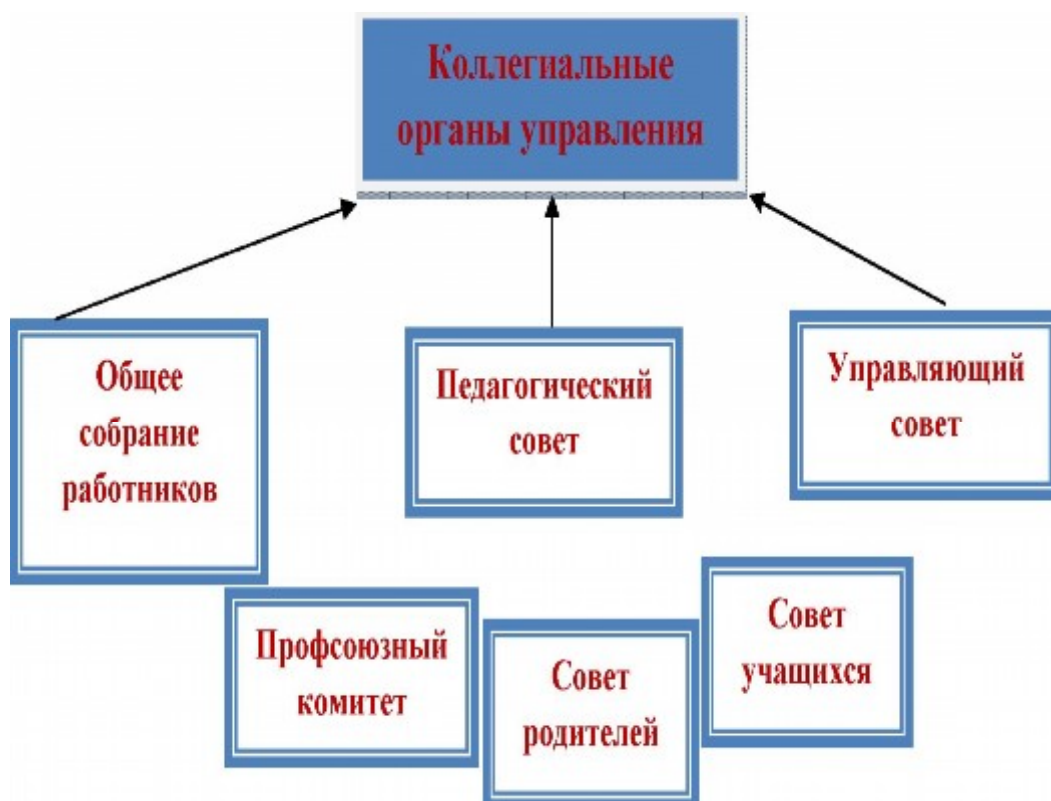 Коллегиальные
органы управления
Общее
собрание
работников
Педагогический
совет
Управляющий
совет
Профсоюзный
комитет
Совет
родителей
Совет
учащихся